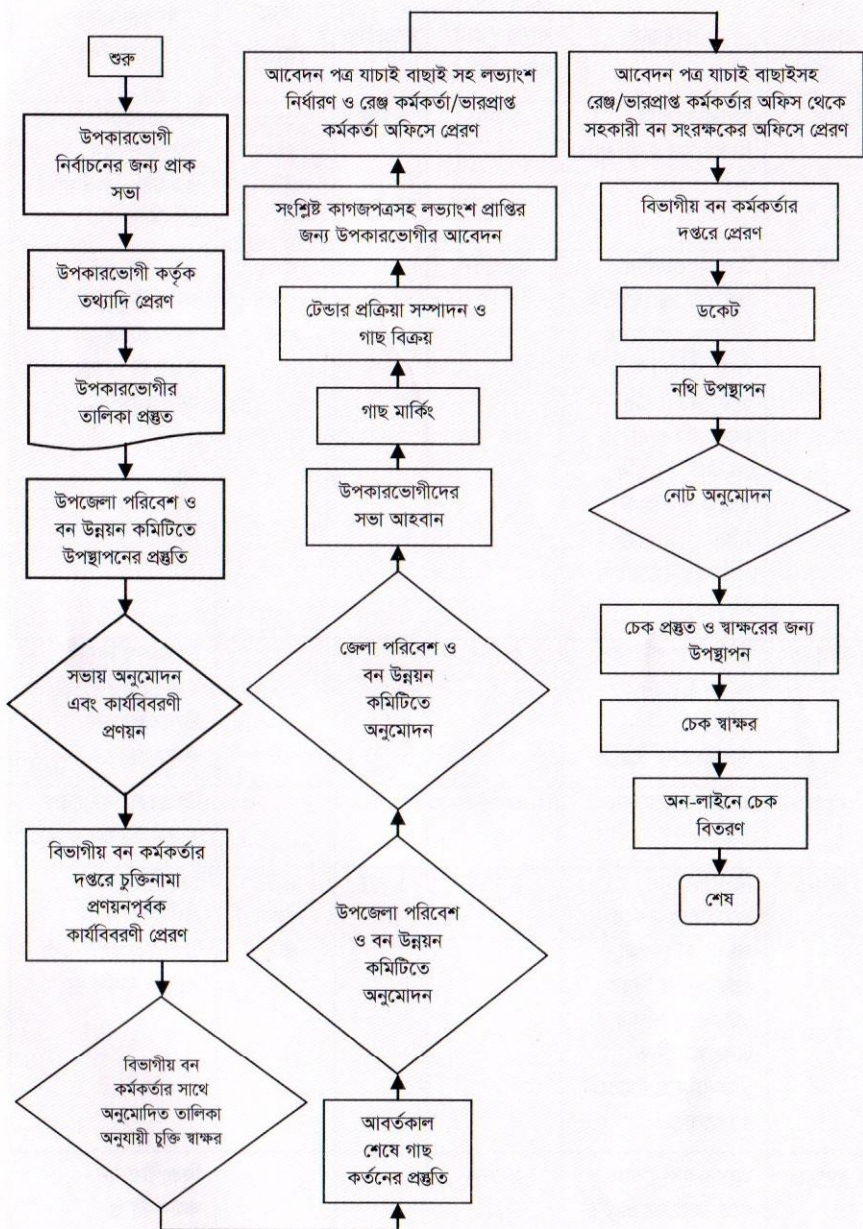 শুরু
উপকারভোগী
নির্বাচনের জন্য প্রাক
সভা
উপকারভোগী কর্তৃক
তথ্যাদি প্রেরণ
উপকারভোগীর
তালিকা প্রস্তুত
উপজেলা পরিবেশ ও
বন উন্নয়ন কমিটিতে
উপস্থাপনের প্রস্তুতি
সভায় অনুমোদন
এবং কার্যবিবরণী
প্রণয়ন
বিভাগীয় বন কর্মকর্তার
দপ্তরে চুক্তিনামা
প্রণয়নপূর্বক
কার্যবিবরণী প্রেরণ
বিভাগীয় বন
কর্মকর্তার সাথে
অনুমোদিত তালিকা
অনুযায়ী চুক্তি স্বাক্ষর
আবর্তকাল
শেষে গাছ
কর্তনের প্রস্তুতি
উপজেলা পরিবেশ
ও বন উন্নয়ন
কমিটিতে
অনুমোদন
জেলা পরিবেশ ও
বন উন্নয়ন
কমিটিতে
অনুমোদন
উপকারভোগীদের
সভা আহবান
গাছ মার্কিং
টেন্ডার প্রক্রিয়া সম্পাদন ও
গাছ বিক্রয়
সংশ্লিষ্ট কাগজপত্রসহ লভ্যাংশ প্রাপ্তির
জন্য উপকারভোগীর আবেদন
আবেদন পত্র যাচাই বাছাই সহ লভ্যাংশ
নির্ধারণ ও রেঞ্জ কর্মকর্তা/ভারপ্রাপ্ত
কর্মকর্তা অফিসে প্রেরণ
আবেদন পত্র যাচাই বাছাইসহ
রেঞ্জ/ভারপ্রাপ্ত কর্মকর্তার অফিস থেকে
সহকারী বন সংরক্ষকের অফিসে প্রেরণ
বিভাগীয় বন কর্মকর্তার
দপ্তরে প্রেরণ
ডকেট
নথি উপস্থাপন
নোট অনুমোদন
চেক প্রস্তুত ও স্বাক্ষরের জন্য
উপস্থাপন
চেক স্বাক্ষর
অন-লাইনে চেক
বিতরণ
শেষ